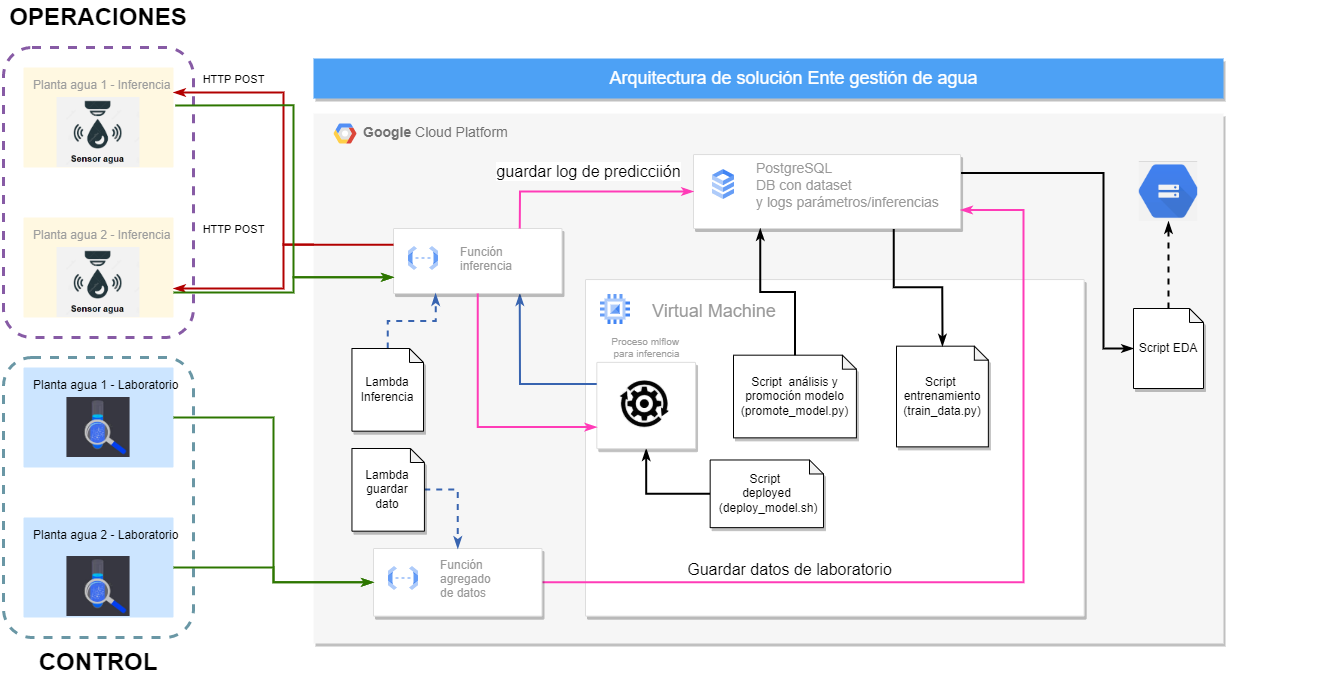 OPERACIONES
Planta agua 1 - Inferencia
Sensor agua
HTTP POST
Planta agua 2 - Inferencia
Sensor agua
HTTP POST
Planta agua 1 - Laboratorio
Planta agua 2 - Laboratorio
CONTROL
Arquitectura de solución Ente gestión de agua
Google Cloud Platform
guardar log de prediccíión
PostgreSQL
DB con dataset
y logs parámetros/inferencias
Función
inferencia
Virtual Machine
Proceso mlflow
para inferencia
Lambda
Inferencia
Script análisis y
promoción modelo
(promote_model.py)
Script
entrenamiento
(train_data.py)
Script EDA
Lambda
guardar
dato
Script
deployed
(deploy_model.sh)
Función
agregado
de datos
Guardar datos de laboratorio